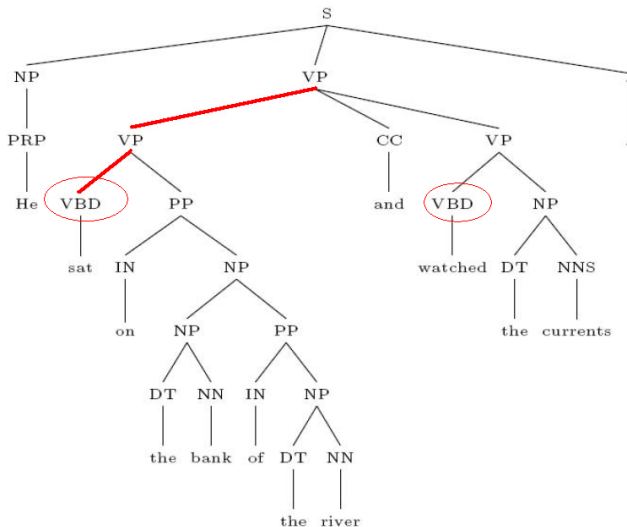 S
NP VP
PRP VP CC VP
He VBD PP and VBD NP
sat IN NP watched DT NNS
on NP PP the currents
DT NN IN NP
the bank of DT NN
the river